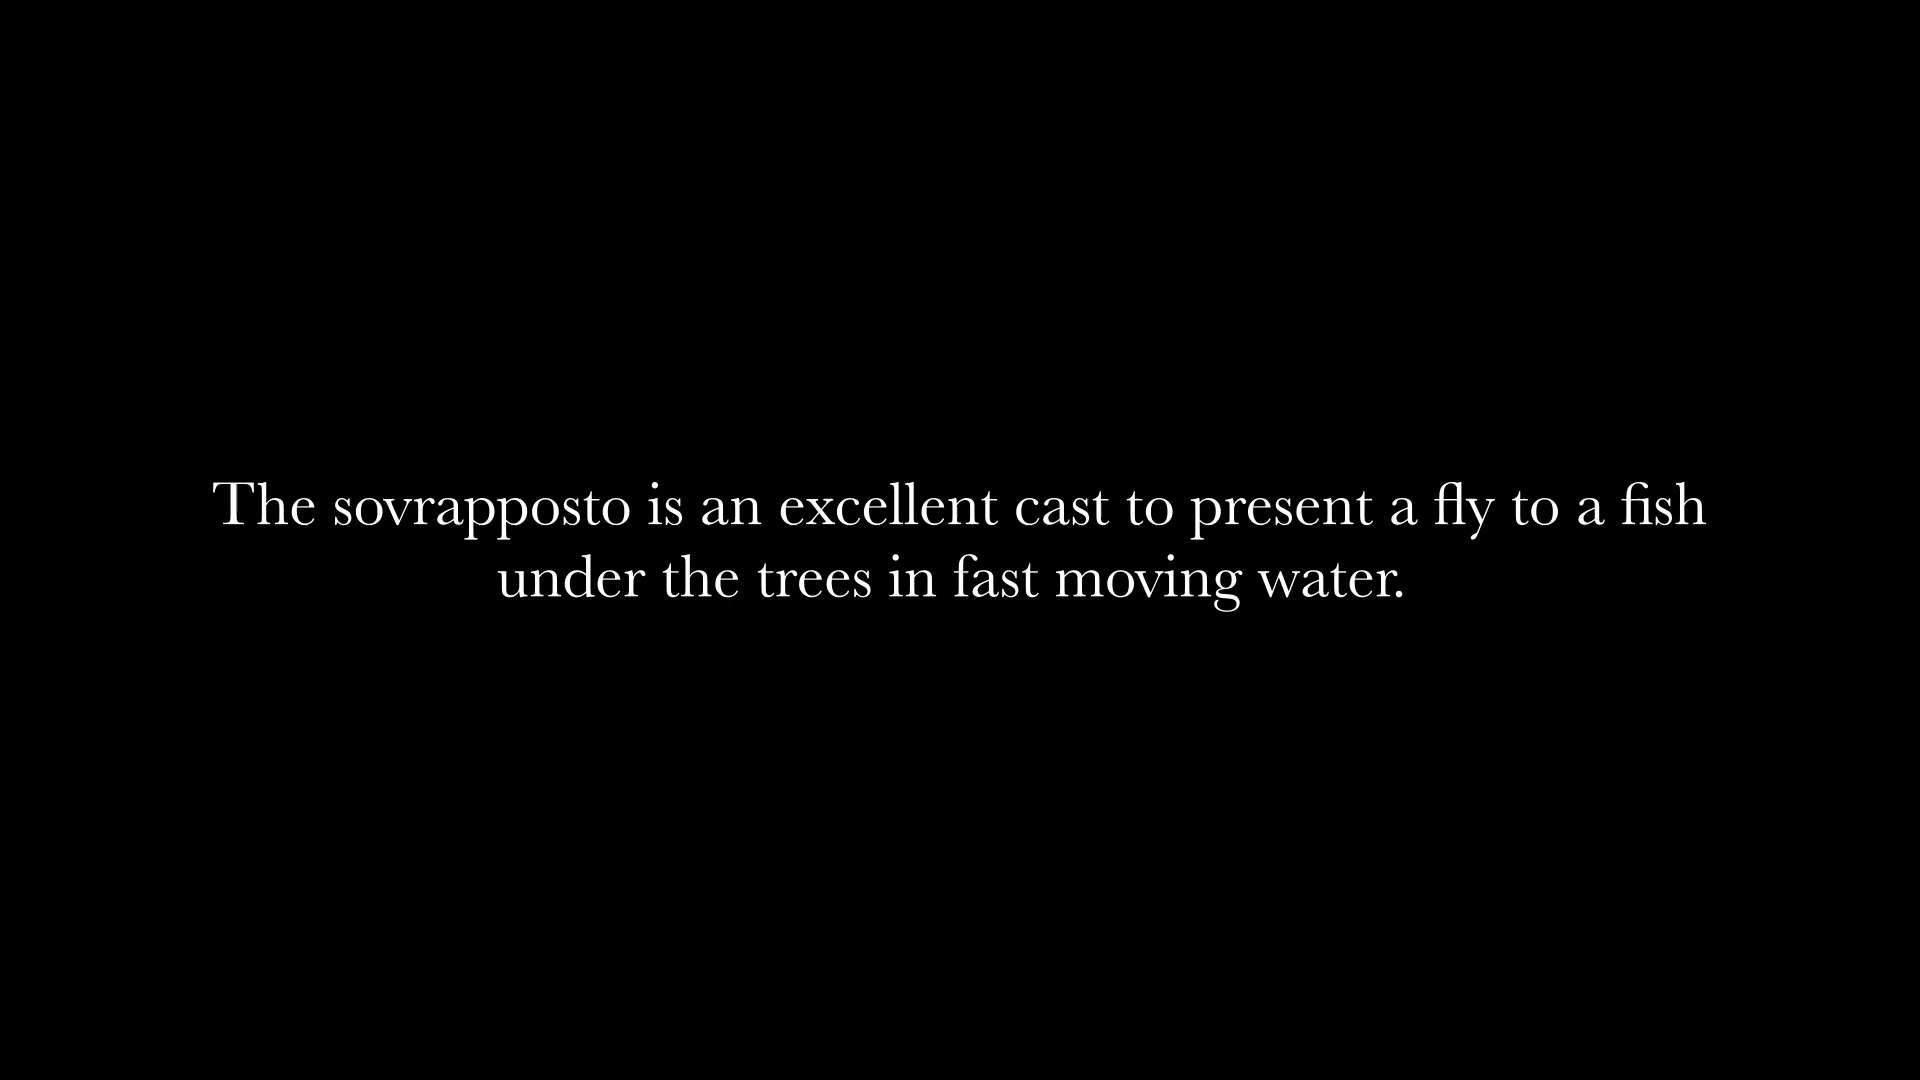 The sovrapposto is an excellent cast to present a fly to a fish
under the trees in fast moving water.